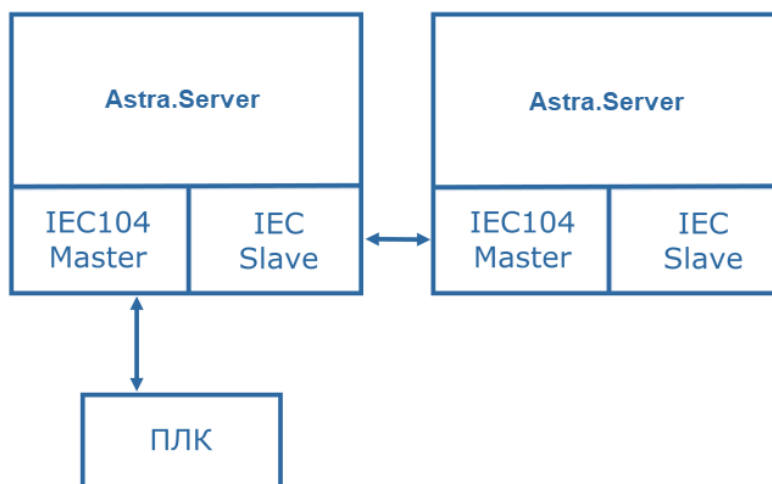 Astra.Server
Astra.Server
IEC104
Master
IEC
Slave
IEC104
Master
IEC
Slave
ПЛК